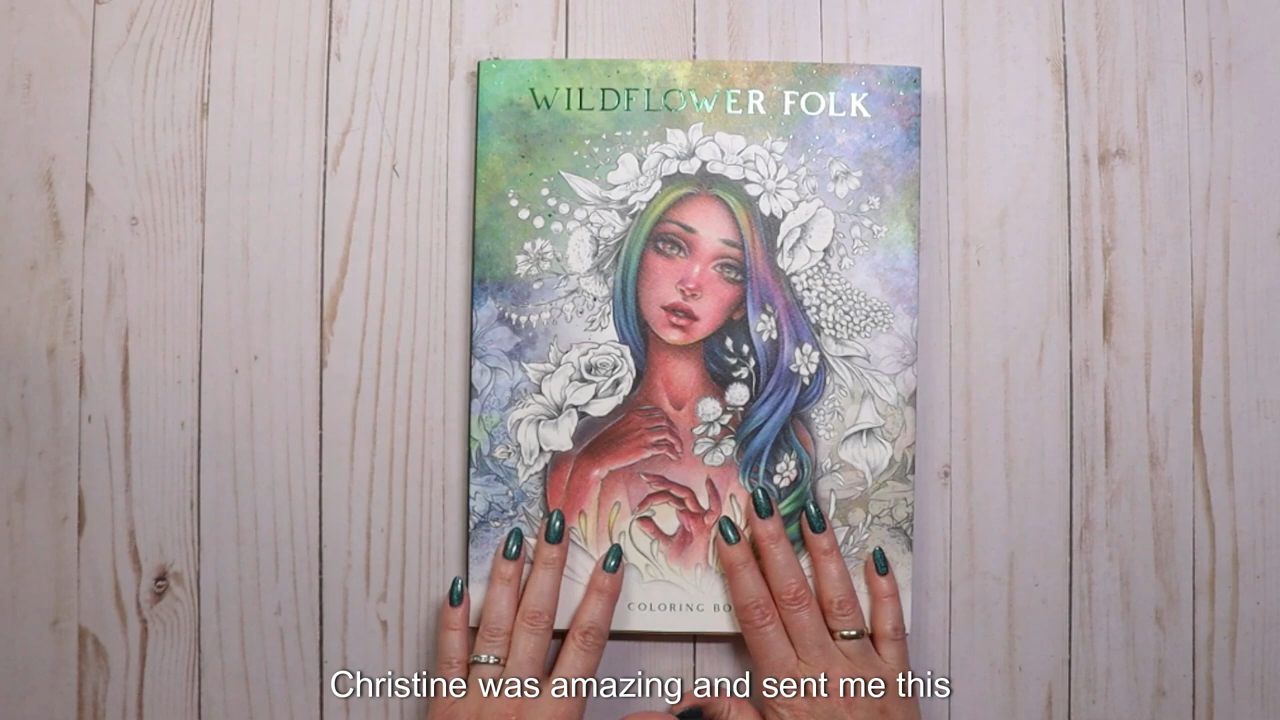 WILDFLOWER FOLK
COLORING BO
Christine was amazing and sent me this